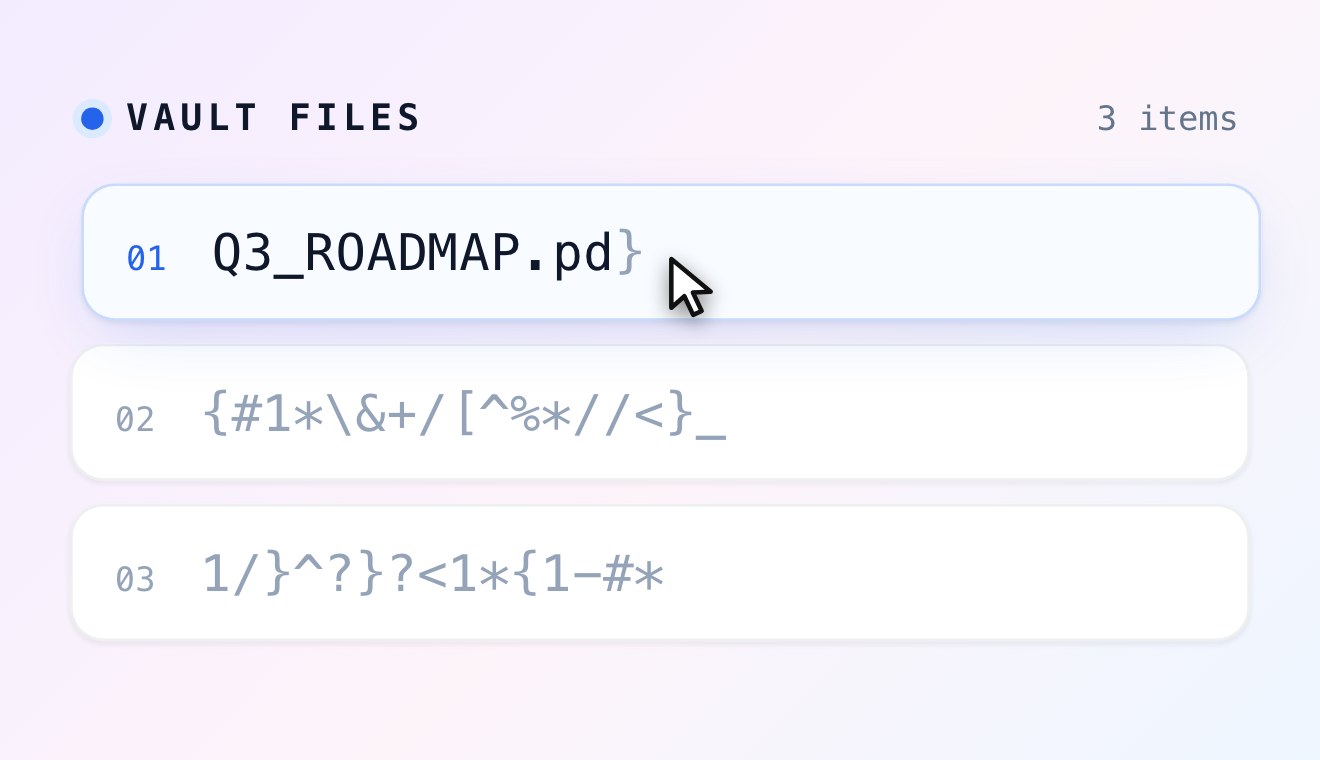 VAULT FILES
3 items
01 Q3_ROADMAP.pd}
02 {#1*\&+/[^%*//<}_
03 1/}^?}?<1*{1−#*